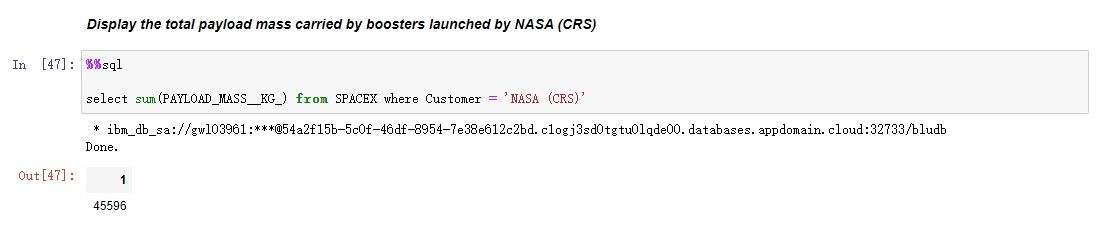 Display the total payload mass carried by boosters launched by NASA (CRS)
In [47]: %%sql
select sum(PAYLOAD_MASS__KG_) from SPACEX where Customer = 'NASA (CRS)'
* ibm_db_sa://gwl03961:***@54a2f15b-5c0f-46df-8954-7e38e612c2bd.c1ogj3sd0tgtu0lqde00.databases.appdomain.cloud:32733/bludb
Done.
Out[47]: 1
45596